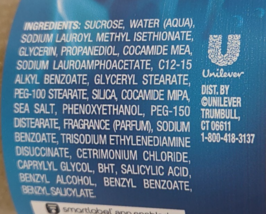 INGREDIENTS: SUCROSE, WATER (AQUA),
SODIUM LAUROYL METHYL ISETHIONATE,
GLYCERIN, PROPANEDIOL, COCAMIDE MEA,
SODIUM LAUROAMPHOACETATE, C12-15
ALKYL BENZOATE, GLYCERYL STEARATE,
PEG-100 STEARATE, SILICA, COCAMIDE MIPA,
SEA SALT, PHENOXYETHANOL, PEG-150
DISTEARATE, FRAGRANCE (PARFUM), SODIUM
BENZOATE, TRISODIUM ETHYLENEDIAMINE
DISUCCINATE, CETRIMONIUM CHLORIDE,
CAPRYLYL GLYCOL, BHT, SALICYLIC ACID,
BENZYL ALCOHOL, BENZYL BENZOATE,
BENZYL SALICYLATE.
Unilever
DIST. BY
©UNILEVER
TRUMBULL,
CT 06611
1-800-418-3137